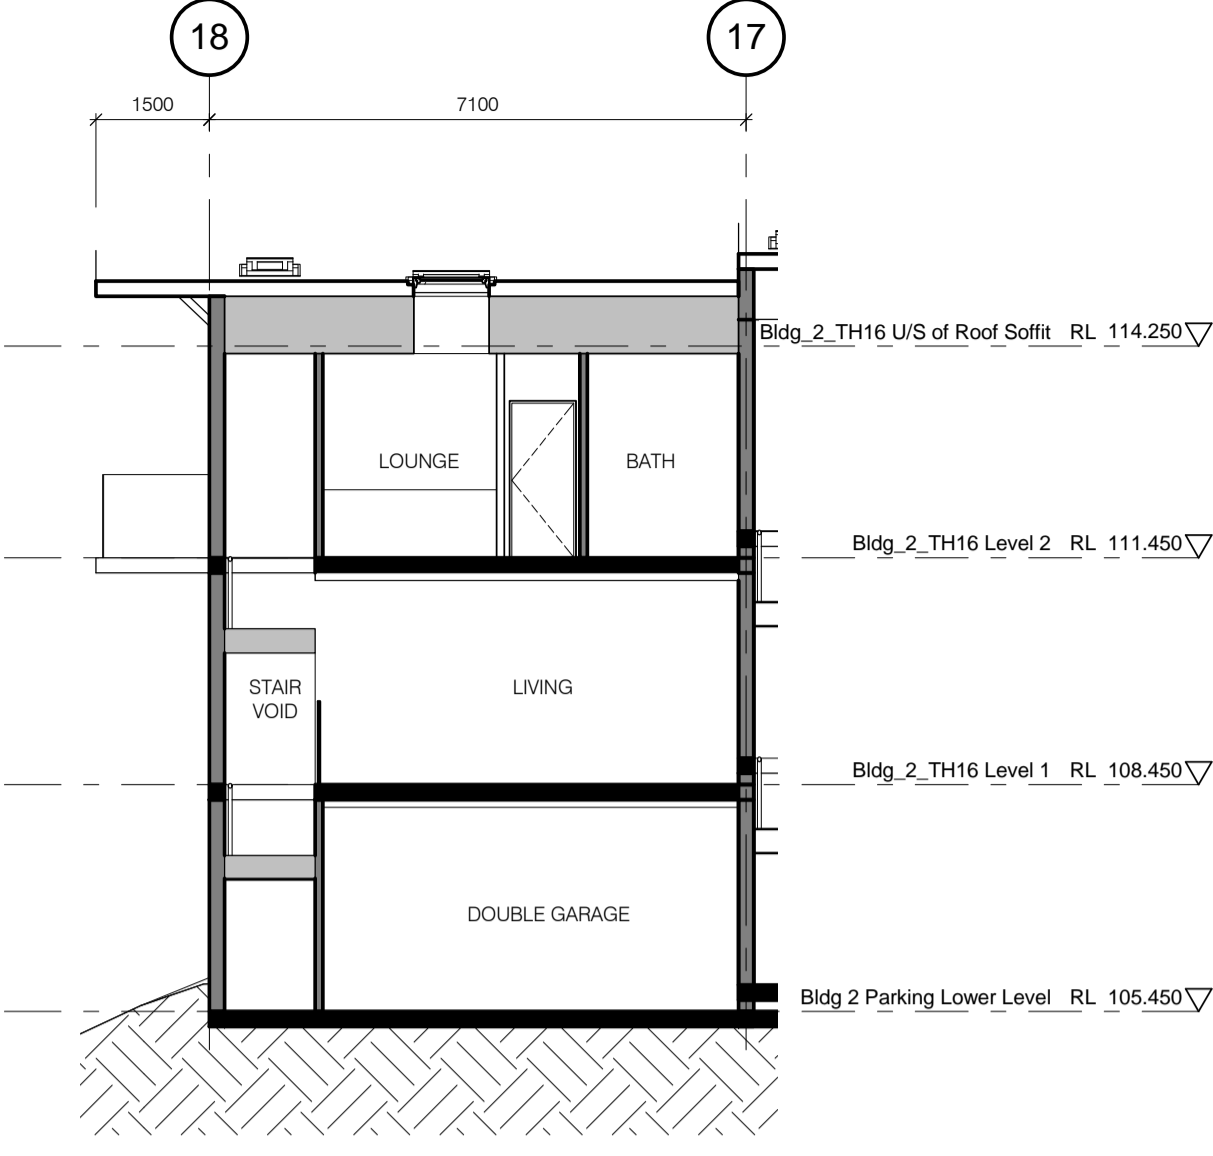 18
17
1500
7100
Bldg_2_TH16 U/S of Roof Soffit RL 114.250
LOUNGE
BATH
Bldg_2_TH16 Level 2 RL 111.450
STAIR
VOID
LIVING
Bldg_2_TH16 Level 1 RL 108.450
DOUBLE GARAGE
Bldg 2 Parking Lower Level RL 105.450